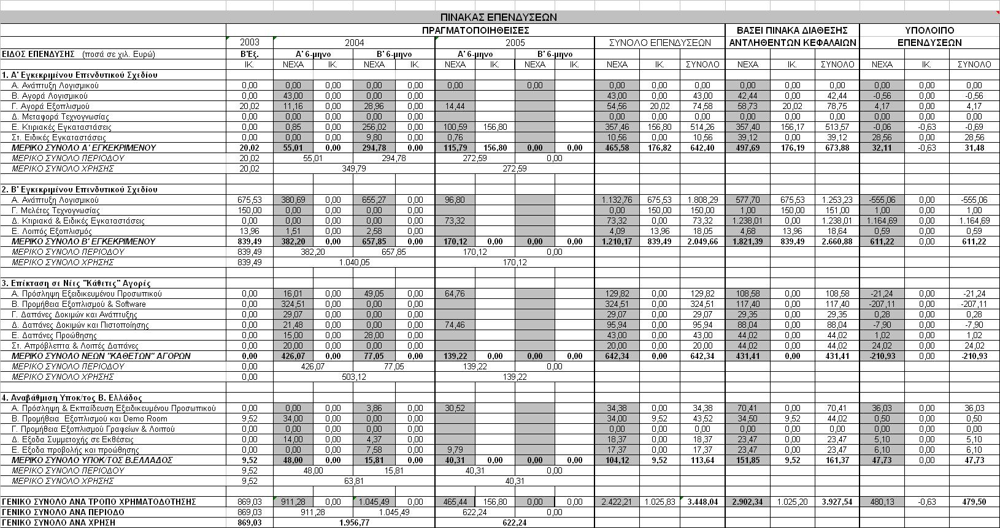 ΠΙΝΑΚΑΣ ΕΠΕΝΔΥΣΕΩΝ
ΠΡΑΓΜΑΤΟΠΟΙΗΘΕΙΣΕΣ ΒΑΣΕΙ ΠΙΝΑΚΑ ΔΙΑΘΕΣΗΣ ΥΠΟΛΟΙΠΟ
2003 2004 2005 ΣΥΝΟΛΟ ΕΠΕΝΔΥΣΕΩΝ ΑΝΤΛΗΘΕΝΤΩΝ ΚΕΦΑΛΑΙΩΝ ΕΠΕΝΔΥΣΕΩΝ
ΕΙΔΟΣ ΕΠΕΝΔΥΣΗΣ (ποσά σε χιλ. Ευρώ) Β'Εξ. Α' 6-μηνο Β' 6-μηνο Α' 6-μηνο Β' 6-μηνο
ΙΚ. ΝΕΧΑ ΙΚ. ΝΕΧΑ ΙΚ. ΝΕΧΑ ΙΚ. ΝΕΧΑ ΙΚ. ΝΕΧΑ ΙΚ. ΣΥΝΟΛΟ ΝΕΧΑ ΙΚ. ΣΥΝΟΛΟ ΝΕΧΑ ΙΚ. ΣΥΝΟΛΟ
1. Α' Εγκεκριμένου Επενδυτικού Σχεδίου
Α. Ανάπτυξη Λογισμικού 0,00 0,00 0,00 0,00 0,00 0,00 0,00 0,00 0,00 0,00 0,00 0,00 0,00 0,00 0,00 0,00
Β. Αγορά Λογισμικού 0,00 43,00 0,00 0,00 0,00 43,00 0,00 43,00 42,44 0,00 42,44 -0,56 0,00 -0,56
Γ. Αγορά Εξοπλισμού 20,02 11,16 0,00 28,96 0,00 14,44 54,56 20,02 74,58 58,73 20,02 78,75 4,17 0,00 4,17
Δ. Μεταφορά Τεχνογνωσίας 0,00 0,00 0,00 0,00 0,00 0,00 0,00 0,00 0,00 0,00 0,00 0,00 0,00 0,00
Ε. Κτιριακές Εγκαταστάσεις 0,00 0,85 0,00 256,02 0,00 100,59 156,80 357,46 156,80 514,26 357,40 156,17 513,57 -0,06 -0,63 -0,69
Στ. Ειδικές Εγκαταστάσεις 0,00 0,00 0,00 9,80 0,00 0,76 10,56 0,00 10,56 39,12 0,00 39,12 28,56 0,00 28,56
ΜΕΡΙΚΟ ΣΥΝΟΛΟ Α' ΕΓΚΕΚΡΙΜΕΝΟΥ 20,02 55,01 0,00 294,78 0,00 115,79 156,80 0,00 0,00 465,58 176,82 642,40 497,69 176,19 673,88 32,11 -0,63 31,48
ΜΕΡΙΚΟ ΣΥΝΟΛΟ ΠΕΡΙΟΔΟΥ 20,02 55,01 294,78 272,59 0,00
ΜΕΡΙΚΟ ΣΥΝΟΛΟ ΧΡΗΣΗΣ 20,02 349,79 272,59
2. Β' Εγκεκριμένου Επενδυτικού Σχεδίου
Α. Ανάπτυξη Λογισμικού 675,53 380,69 0,00 655,27 0,00 96,80 1.132,76 675,53 1.808,29 577,70 675,53 1.253,23 -555,06 0,00 -555,06
Γ. Μελέτες Τεχνογνωσίας 150,00 0,00 0,00 0,00 0,00 0,00 150,00 150,00 1,00 150,00 151,00 1,00 0,00 1,00
Δ. Κτιριακά & Ειδικές Εγκαταστάσεις 0,00 0,00 0,00 0,00 0,00 73,32 73,32 0,00 73,32 1.238,01 0,00 1.238,01 1.164,69 0,00 1.164,69
Ε. Λοιπός Εξοπλισμός 13,96 1,51 0,00 2,58 0,00 4,09 13,96 18,05 4,68 13,96 18,64 0,59 0,00 0,59
ΜΕΡΙΚΟ ΣΥΝΟΛΟ Β' ΕΓΚΕΚΡΙΜΕΝΟΥ 839,49 382,20 0,00 657,85 0,00 170,12 0,00 0,00 0,00 1.210,17 839,49 2.049,66 1.821,39 839,49 2.660,88 611,22 0,00 611,22
ΜΕΡΙΚΟ ΣΥΝΟΛΟ ΠΕΡΙΟΔΟΥ 839,49 382,20 657,85 170,12 0,00
ΜΕΡΙΚΟ ΣΥΝΟΛΟ ΧΡΗΣΗΣ 839,49 1.040,05 170,12
3. Επέκταση σε Νέες "Κάθετες" Αγορές
Α. Πρόσληψη Εξειδικευμένου Προσωπικού 0,00 16,01 0,00 49,05 0,00 64,76 129,82 0,00 129,82 108,58 0,00 108,58 -21,24 0,00 -21,24
Β. Προμήθεια Εξοπλισμού & Software 0,00 324,51 0,00 0,00 0,00 324,51 0,00 324,51 117,40 0,00 117,40 -207,11 0,00 -207,11
Γ. Δαπάνες Δοκιμών και Ανάπτυξης 0,00 29,07 0,00 0,00 0,00 29,07 0,00 29,07 29,35 0,00 29,35 0,28 0,00 0,28
Δ. Δαπάνες Δοκιμών και Πιστοποίησης 0,00 21,48 0,00 0,00 0,00 74,46 95,94 0,00 95,94 88,04 0,00 88,04 -7,90 0,00 -7,90
Ε. Δαπάνες Προώθησης 0,00 15,00 0,00 28,00 0,00 43,00 0,00 43,00 44,02 0,00 44,02 1,02 0,00 1,02
Στ. Απρόβλεπτα & Λοιπές Δαπάνες 0,00 20,00 0,00 0,00 0,00 20,00 0,00 20,00 44,02 0,00 44,02 24,02 0,00 24,02
ΜΕΡΙΚΟ ΣΥΝΟΛΟ ΝΕΩΝ "ΚΑΘΕΤΩΝ" ΑΓΟΡΩΝ 0,00 426,07 0,00 77,05 0,00 139,22 0,00 0,00 0,00 642,34 0,00 642,34 431,41 0,00 431,41 -210,93 0,00 -210,93
ΜΕΡΙΚΟ ΣΥΝΟΛΟ ΠΕΡΙΟΔΟΥ 0,00 426,07 77,05 139,22 0,00
ΜΕΡΙΚΟ ΣΥΝΟΛΟ ΧΡΗΣΗΣ 0,00 503,12 139,22
4. Αναβάθμιση Υποκ/τος Β. Ελλάδος
Α. Πρόσληψη & Εκπαίδευση Εξειδικευμένου Προσωπικού 0,00 0,00 0,00 3,86 0,00 30,52 34,38 0,00 34,38 70,41 0,00 70,41 36,03 0,00 36,03
Β. Προμήθεια Εξοπλισμού και Demo Room 9,52 34,00 0,00 0,00 0,00 34,00 9,52 43,52 34,50 9,52 44,02 0,50 0,00 0,50
Γ. Προμήθεια Εξοπλισμού Γραφείων & Λοιπού 0,00 0,00 0,00 0,00 0,00 0,00 0,00 0,00 0,00 0,00 0,00 0,00 0,00 0,00
Δ. Εξοδα Συμμετοχής σε Εκθέσεις 0,00 14,00 0,00 4,37 0,00 18,37 0,00 18,37 23,47 0,00 23,47 5,10 0,00 5,10
Ε. Εξοδα προβολής και προώθησης 0,00 0,00 0,00 7,58 0,00 9,79 17,37 0,00 17,37 23,47 0,00 23,47 6,10 0,00 6,10
ΜΕΡΙΚΟ ΣΥΝΟΛΟ ΥΠΟΚ/ΤΟΣ Β.ΕΛΛΑΔΟΣ 9,52 48,00 0,00 15,81 0,00 40,31 0,00 0,00 0,00 104,12 9,52 113,64 151,85 9,52 161,37 47,73 0,00 47,73
ΜΕΡΙΚΟ ΣΥΝΟΛΟ ΠΕΡΙΟΔΟΥ 9,52 48,00 15,81 40,31 0,00
ΜΕΡΙΚΟ ΣΥΝΟΛΟ ΧΡΗΣΗΣ 9,52 63,81 40,31
ΓΕΝΙΚΟ ΣΥΝΟΛΟ ΑΝΑ ΤΡΟΠΟ ΧΡΗΜΑΤΟΔΟΤΗΣΗΣ 869,03 911,28 0,00 1.045,49 0,00 465,44 156,80 0,00 0,00 2.422,21 1.025,83 3.448,04 2.902,34 1.025,20 3.927,54 480,13 -0,63 479,50
ΓΕΝΙΚΟ ΣΥΝΟΛΟ ΑΝΑ ΠΕΡΙΟΔΟ 869,03 911,28 1.045,49 622,24 0,00
ΓΕΝΙΚΟ ΣΥΝΟΛΟ ΑΝΑ ΧΡΗΣΗ 869,03 1.956,77 622,24